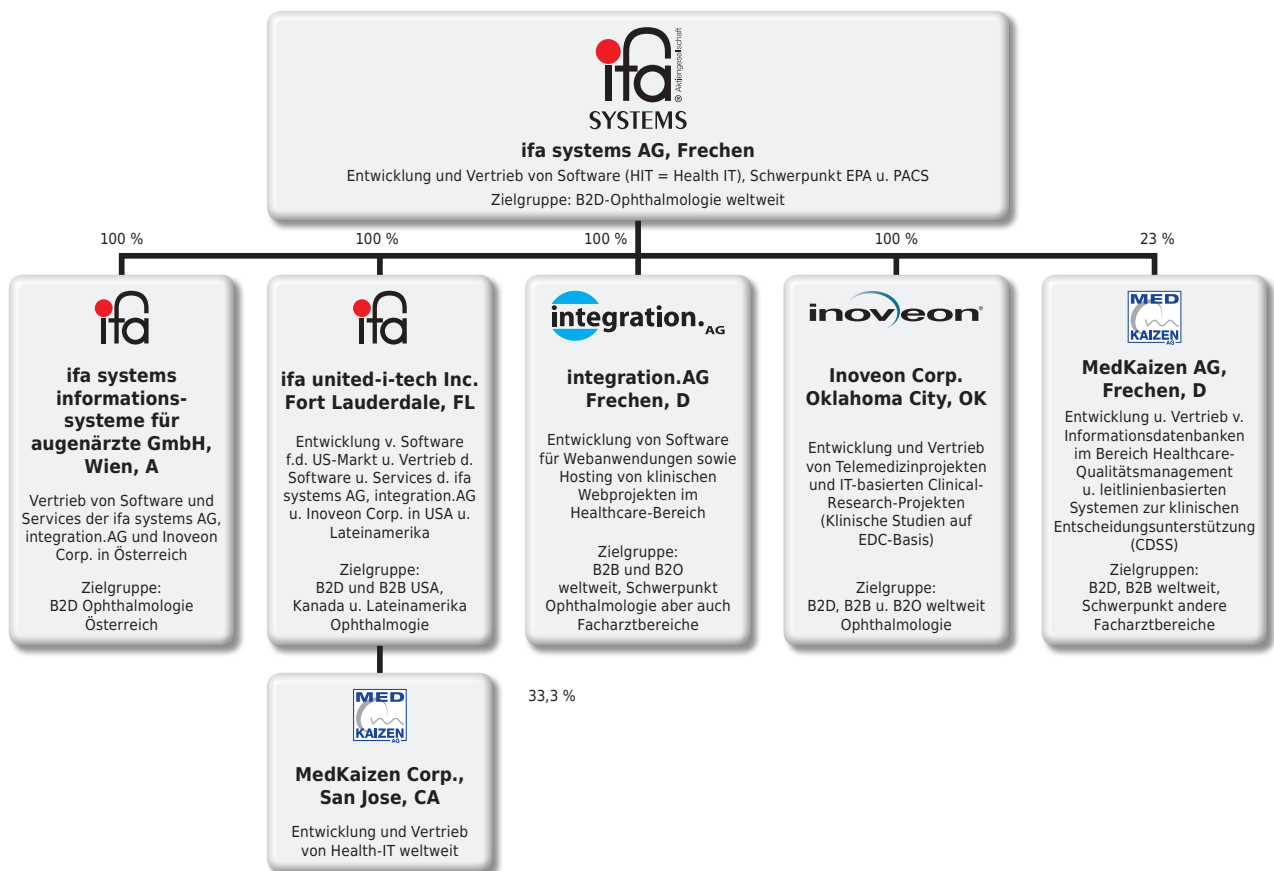 ifa
® Aktiengesellschaft
SYSTEMS
ifa systems AG, Frechen
Entwicklung und Vertrieb von Software (HIT = Health IT), Schwerpunkt EPA u. PACS
Zielgruppe: B2D-Ophthalmologie weltweit
100 %
100 %
100 %
100 %
23 %
ifa
ifa systems
informations-
systeme für
augenärzte GmbH,
Wien, A
Vertrieb von Software und
Services der ifa systems AG,
integration.AG und Inoveon
Corp. in Österreich
Zielgruppe:
B2D Ophthalmologie
Österreich
ifa
ifa united-i-tech Inc.
Fort Lauderdale, FL
Entwicklung v. Software
f.d. US-Markt u. Vertrieb d.
Software u. Services d. ifa
systems AG, integration.AG
u. Inoveon Corp. in USA u.
Lateinamerika
Zielgruppe:
B2D und B2B USA,
Kanada u. Lateinamerika
Ophthalmogie
integration.AG
integration.AG
Frechen, D
Entwicklung von Software
für Webanwendungen sowie
Hosting von klinischen
Webprojekten im
Healthcare-Bereich
Zielgruppe:
B2B und B2O
weltweit, Schwerpunkt
Ophthalmologie aber auch
Facharztbereiche
inoveon®
Inoveon Corp.
Oklahoma City, OK
Entwicklung und Vertrieb
von Telemedizinprojekten
und IT-basierten Clinical-
Research-Projekten
(Klinische Studien auf
EDC-Basis)
Zielgruppe:
B2D, B2B u. B2O weltweit
Ophthalmologie
MED
KAIZEN
AG
MedKaizen AG,
Frechen, D
Entwicklung u. Vertrieb v.
Informationsdatenbanken
im Bereich Healthcare-
Qualitätsmanagement
u. leitlinienbasierten
Systemen zur klinischen
Entscheidungsunterstützung
(CDSS)
Zielgruppen:
B2D, B2B weltweit,
Schwerpunkt andere
Facharztbereiche
33,3 %
MED
KAIZEN
AG
MedKaizen Corp.,
San Jose, CA
Entwicklung und Vertrieb
von Health-IT weltweit